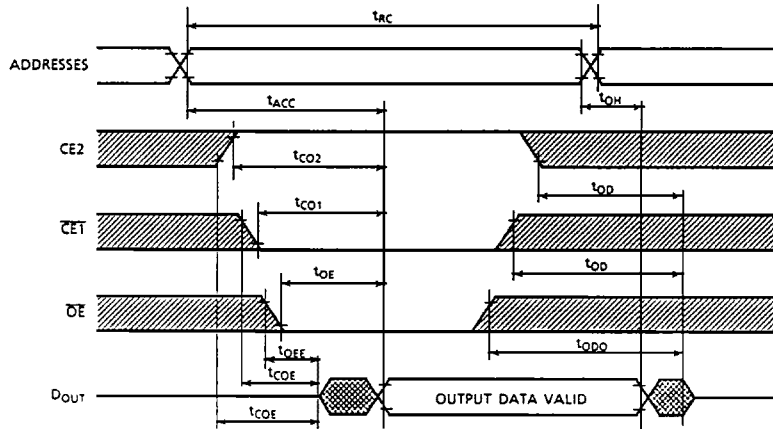 tRC
ADDRESSES
tACC
tOH
CE2
tCO2
tOD
CE1
tCO1
tOD
OE
tOE
tODO
tOEE
tCOE
DOUT
OUTPUT DATA VALID
tCOE